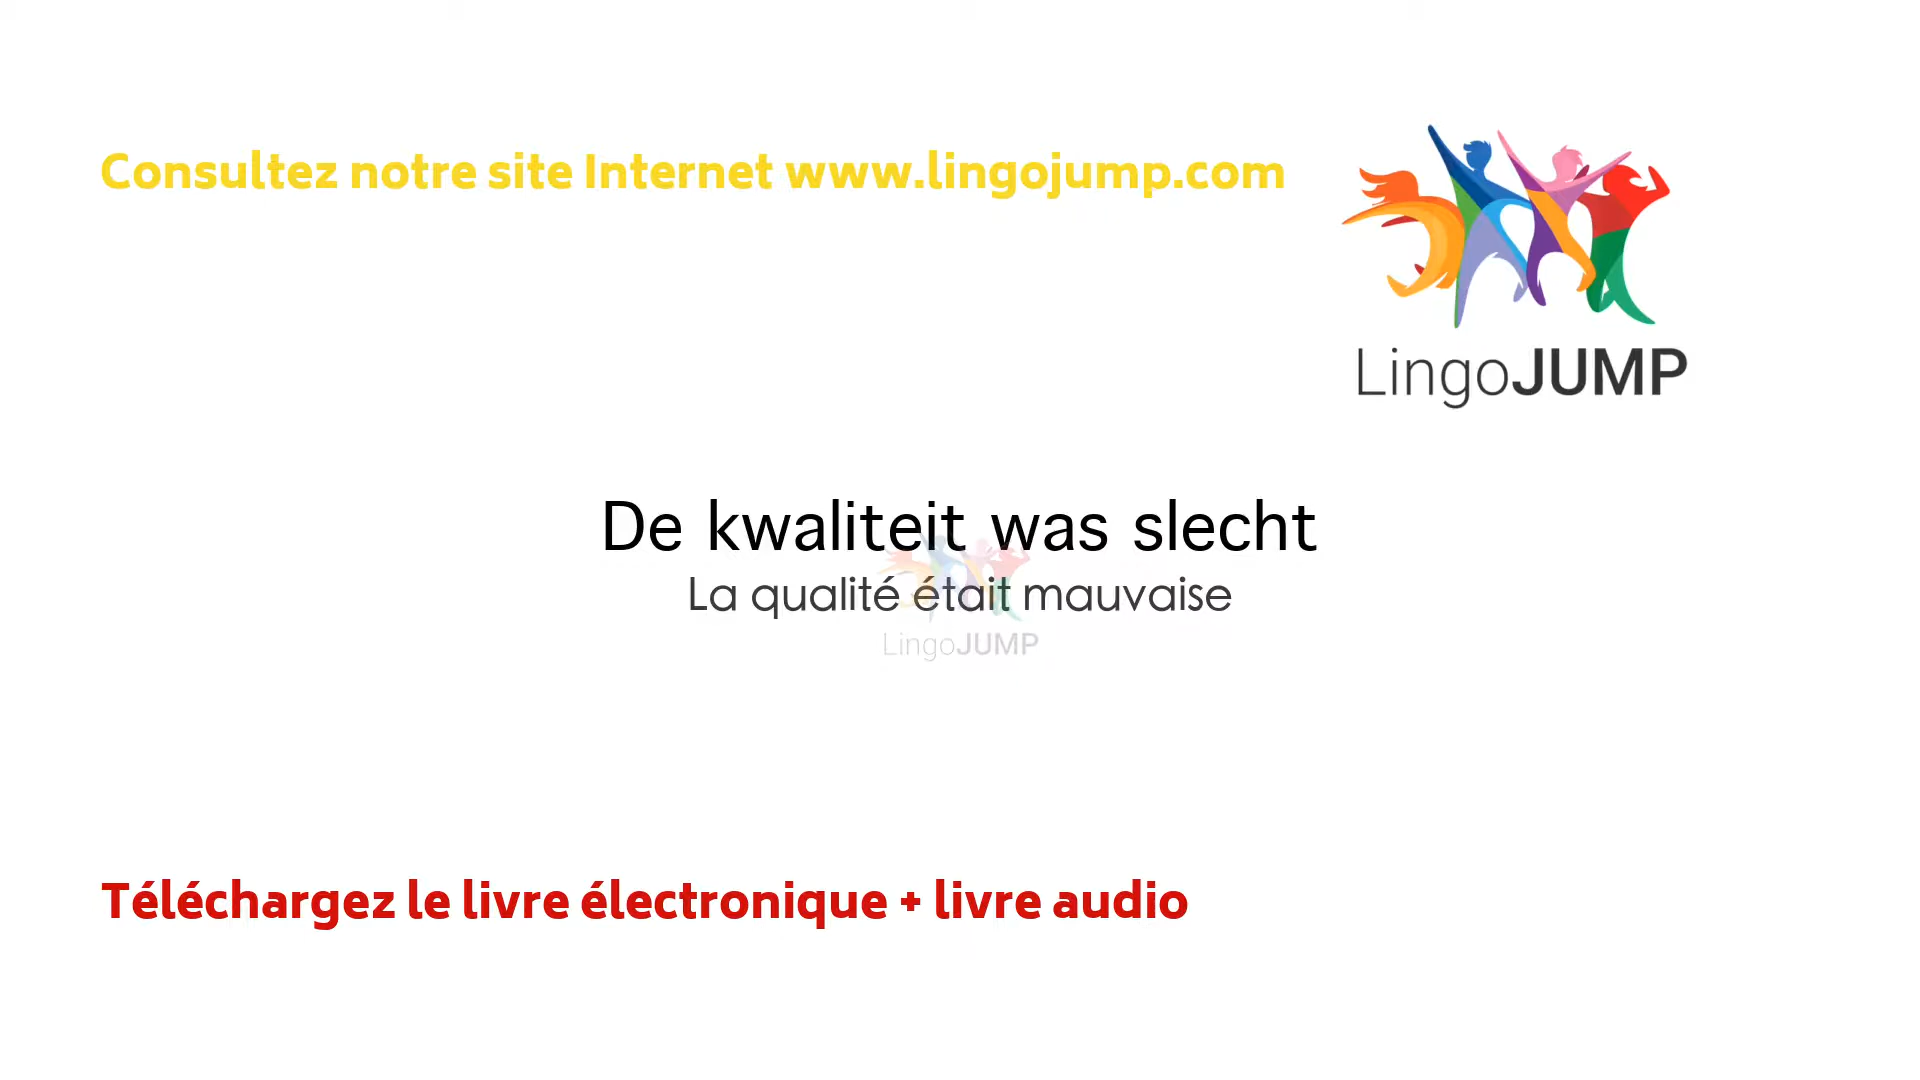 Consultez notre site Internet www.lingojump.com
LingoJUMP
De kwaliteit was slecht
La qualité était mauvaise
LingoJUMP
Téléchargez le livre électronique + livre audio